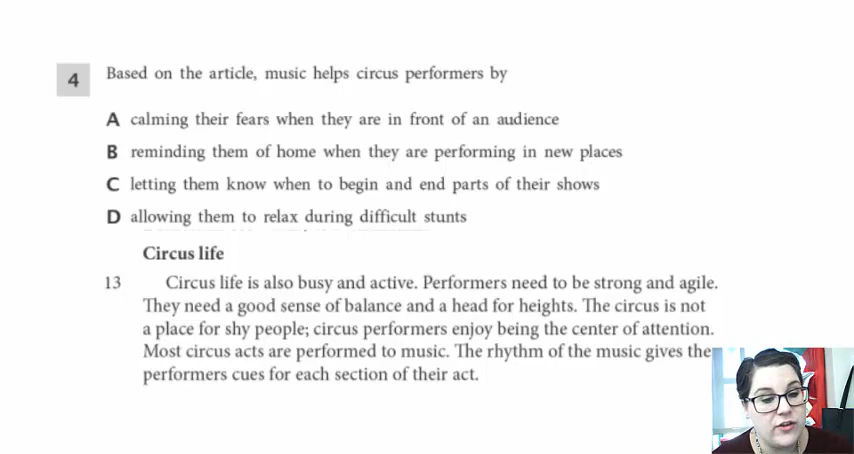 4 Based on the article, music helps circus performers by
A calming their fears when they are in front of an audience
B reminding them of home when they are performing in new places
C letting them know when to begin and end parts of their shows
D allowing them to relax during difficult stunts
Circus life
13 Circus life is also busy and active. Performers need to be strong and agile.
They need a good sense of balance and a head for heights. The circus is not
a place for shy people; circus performers enjoy being the center of attention.
Most circus acts are performed to music. The rhythm of the music gives the
performers cues for each section of their act.